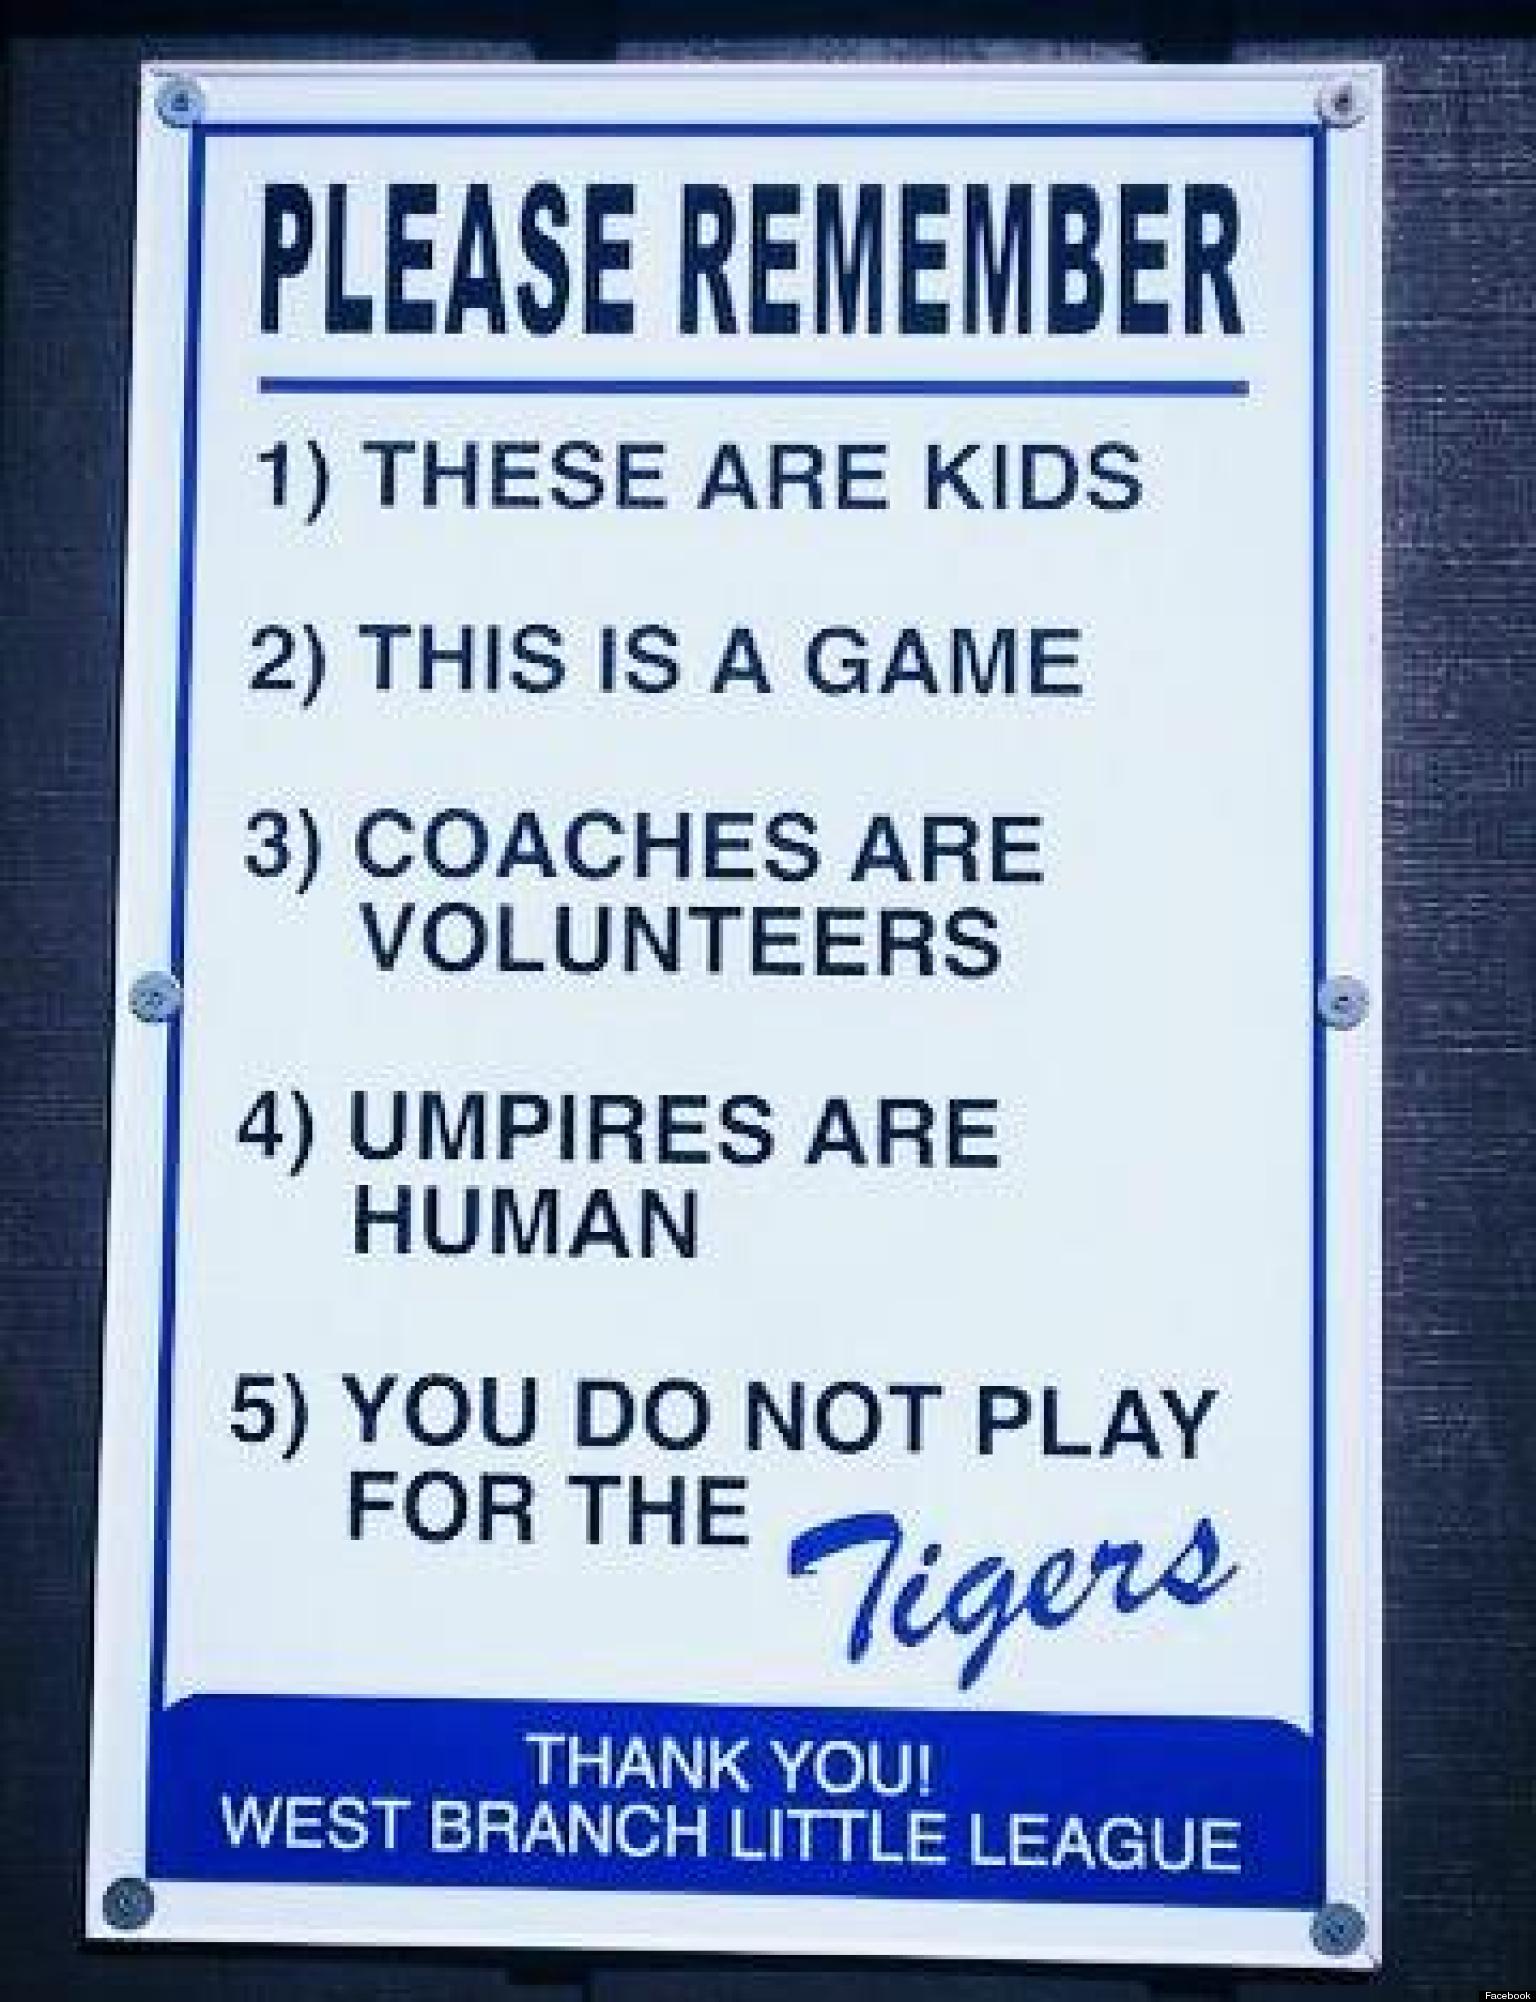 PLEASE REMEMBER
1) THESE ARE KIDS
2) THIS IS A GAME
3) COACHES ARE
VOLUNTEERS
4) UMPIRES ARE
HUMAN
5) YOU DO NOT PLAY
FOR THE Tigers
THANK YOU!
WEST BRANCH LITTLE LEAGUE
Facebook